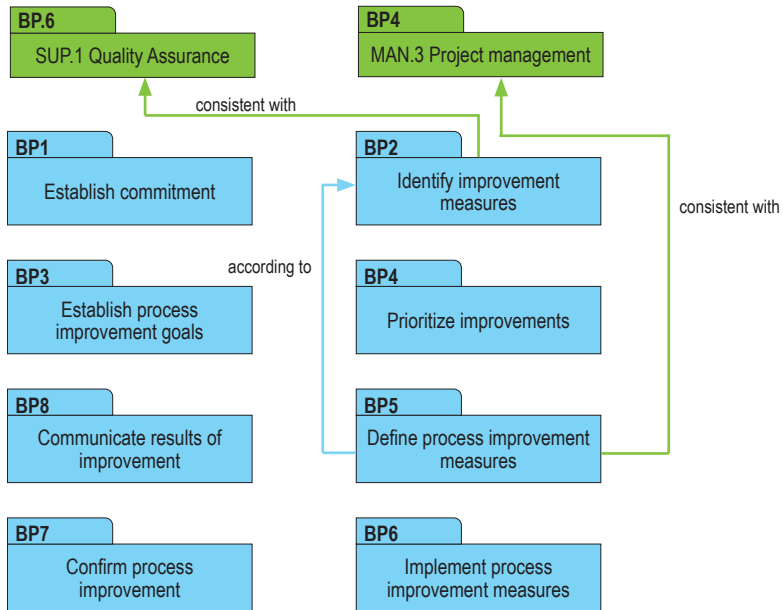 BP.6
SUP.1 Quality Assurance
BP4
MAN.3 Project management
consistent with
BP1
Establish commitment
BP2
Identify improvement
measures
consistent with
according to
BP3
Establish process
improvement goals
BP4
Prioritize improvements
BP8
Communicate results of
improvement
BP5
Define process improvement
measures
BP7
Confirm process
improvement
BP6
Implement process
improvement measures